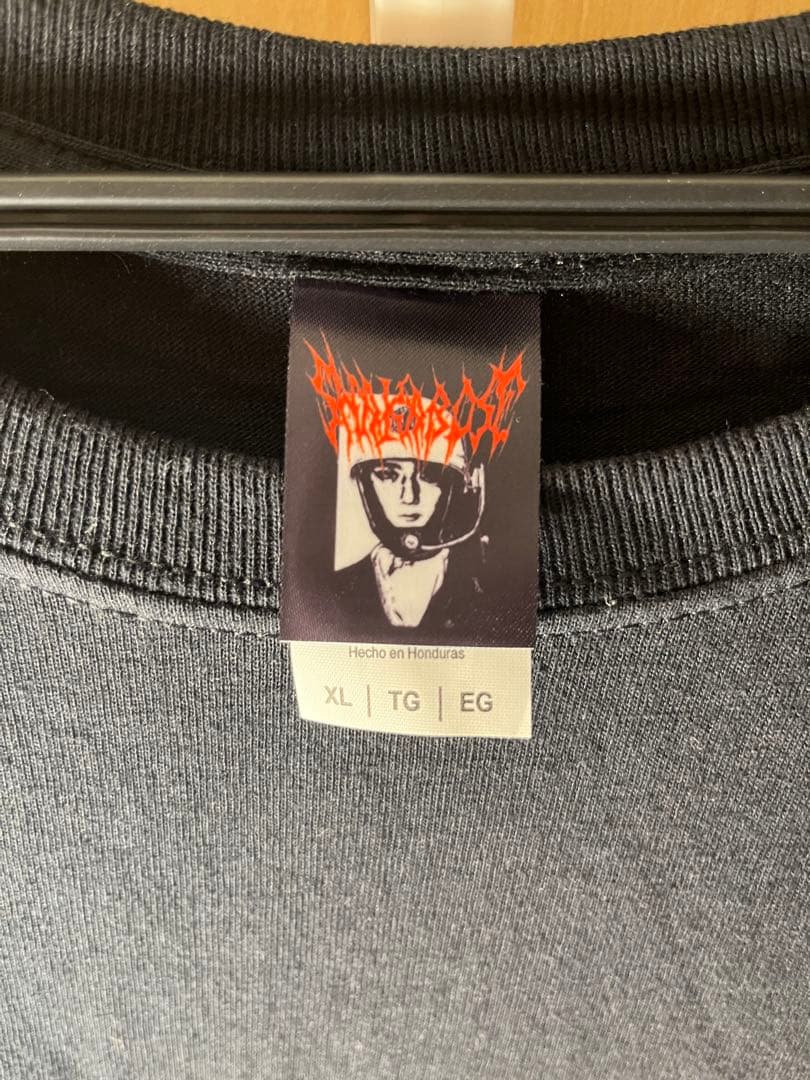 Hecho en Honduras
XL | TG | EG